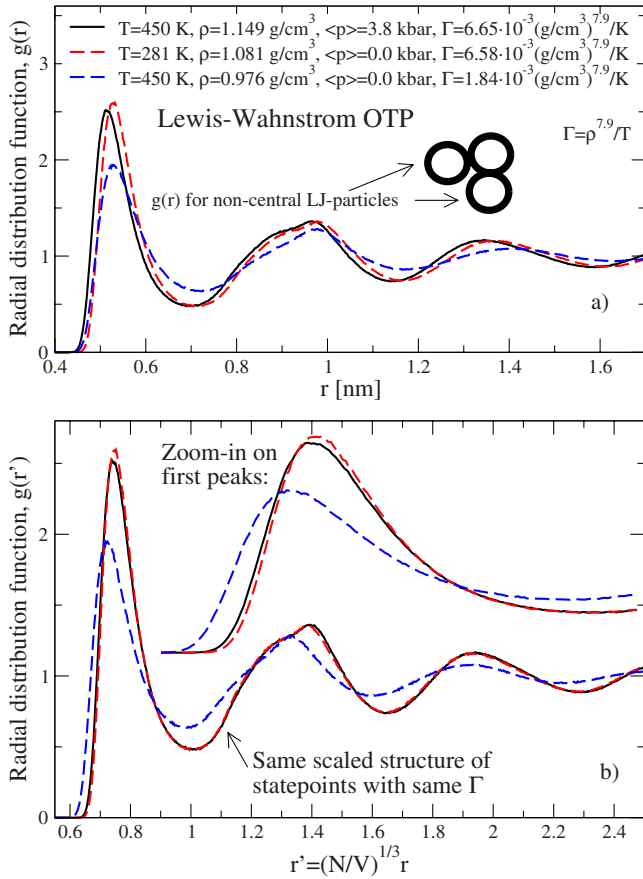 T=450 K, ρ=1.149 g/cm³, <p>=3.8 kbar, Γ=6.65·10⁻³(g/cm³)⁷·⁹/K
T=281 K, ρ=1.081 g/cm³, <p>=0.0 kbar, Γ=6.58·10⁻³(g/cm³)⁷·⁹/K
T=450 K, ρ=0.976 g/cm³, <p>=0.0 kbar, Γ=1.84·10⁻³(g/cm³)⁷·⁹/K
Lewis-Wahnstrom OTP
Γ=ρ⁷·⁹/T
g(r) for non-central LJ-particles
a)
Radial distribution function, g(r)
3
2
1
0
0.4 0.6 0.8 1 1.2 1.4 1.6
r [nm]
Zoom-in on
first peaks:
Same scaled structure of
statepoints with same Γ
b)
Radial distribution function, g(r')
2
1
0
0.6 0.8 1 1.2 1.4 1.6 1.8 2 2.2 2.4
r'=(N/V)¹/³r